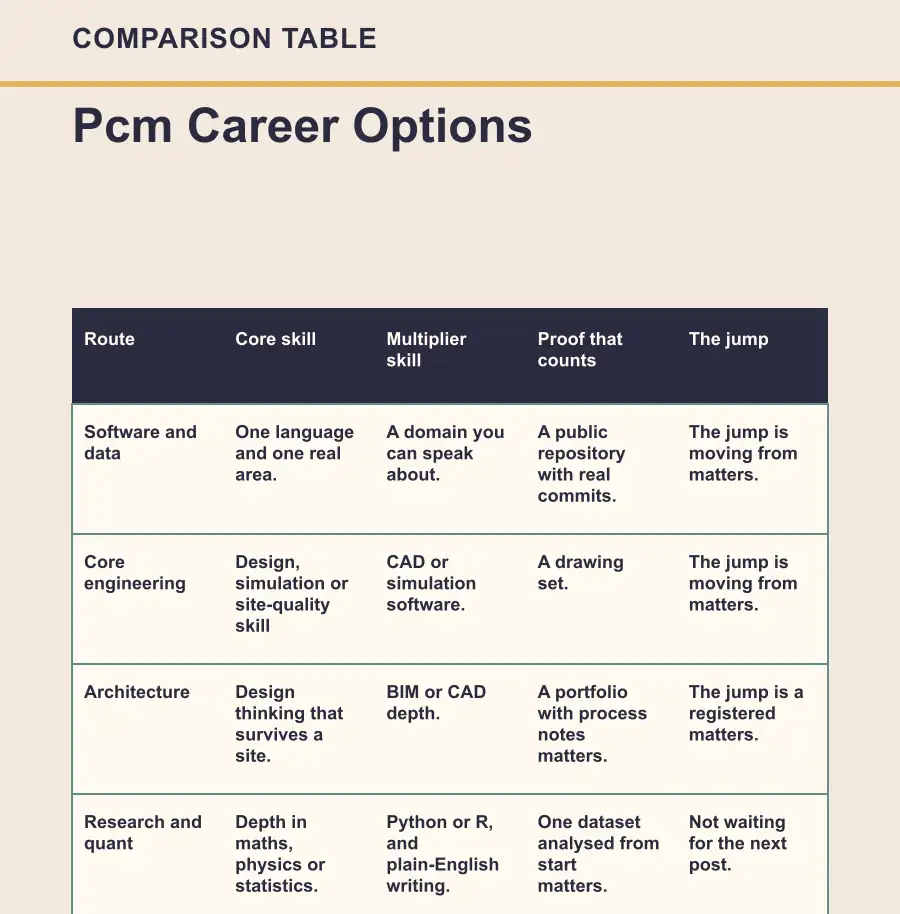 COMPARISON TABLE
Pcm Career Options
Route
Core skill
Multiplier
skill
Proof that
counts
The jump
Software and
data
One language
and one real
area.
A domain you
can speak
about.
A public
repository
with real
commits.
The jump is
moving from
matters.
Core
engineering
Design,
simulation or
site-quality
skill
CAD or
simulation
software.
A drawing
set.
The jump is
moving from
matters.
Architecture
Design
thinking that
survives a
site.
BIM or CAD
depth.
A portfolio
with process
notes
matters.
The jump is a
registered
matters.
Research and
quant
Depth in
maths,
physics or
statistics.
Python or R,
and
plain-English
writing.
One dataset
analysed from
start
matters.
Not waiting
for the next
post.